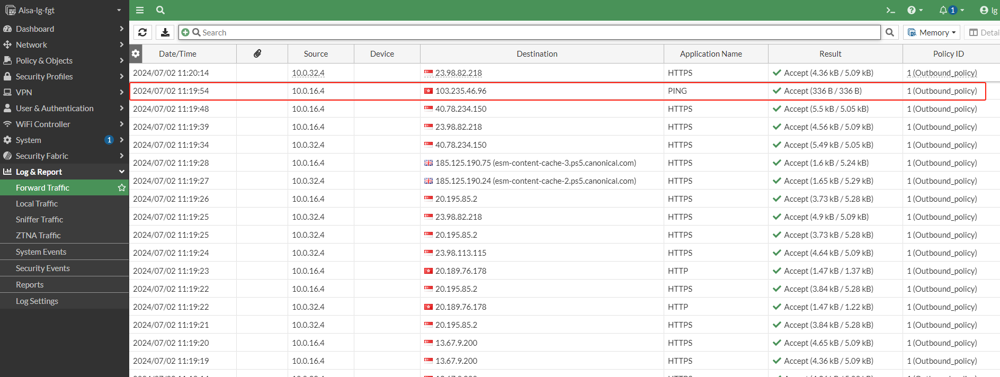 Aisa-lg-fgt
Dashboard
Network
Policy & Objects
Security Profiles
VPN
User & Authentication
WiFi Controller
System 1
Security Fabric
Log & Report
Forward Traffic
Local Traffic
Sniffer Traffic
ZTNA Traffic
System Events
Security Events
Reports
Log Settings
>_ ? 1 lg
Search Memory Detai
Date/Time Source Device Destination Application Name Result Policy ID
2024/07/02 11:20:14 10.0.32.4 23.98.82.218 HTTPS Accept (4.36 kB / 5.09 kB) 1 (Outbound_policy)
2024/07/02 11:19:54 10.0.16.4 103.235.46.96 PING Accept (336 B / 336 B) 1 (Outbound_policy)
2024/07/02 11:19:48 10.0.16.4 40.78.234.150 HTTPS Accept (5.5 kB / 5.05 kB) 1 (Outbound_policy)
2024/07/02 11:19:39 10.0.16.4 23.98.82.218 HTTPS Accept (4.56 kB / 5.09 kB) 1 (Outbound_policy)
2024/07/02 11:19:34 10.0.32.4 40.78.234.150 HTTPS Accept (5.49 kB / 5.05 kB) 1 (Outbound_policy)
2024/07/02 11:19:28 10.0.16.4 185.125.190.75 (esm-content-cache-3.ps5.canonical.com) HTTPS Accept (1.6 kB / 5.24 kB) 1 (Outbound_policy)
2024/07/02 11:19:27 10.0.32.4 185.125.190.24 (esm-content-cache-2.ps5.canonical.com) HTTPS Accept (1.65 kB / 5.29 kB) 1 (Outbound_policy)
2024/07/02 11:19:26 10.0.16.4 20.195.85.2 HTTPS Accept (3.73 kB / 5.28 kB) 1 (Outbound_policy)
2024/07/02 11:19:25 10.0.32.4 23.98.82.218 HTTPS Accept (4.9 kB / 5.09 kB) 1 (Outbound_policy)
2024/07/02 11:19:25 10.0.32.4 20.195.85.2 HTTPS Accept (3.73 kB / 5.28 kB) 1 (Outbound_policy)
2024/07/02 11:19:24 10.0.32.4 23.98.113.115 HTTPS Accept (4.64 kB / 5.09 kB) 1 (Outbound_policy)
2024/07/02 11:19:23 10.0.16.4 20.189.76.178 HTTP Accept (1.47 kB / 1.37 kB) 1 (Outbound_policy)
2024/07/02 11:19:22 10.0.16.4 20.195.85.2 HTTPS Accept (3.84 kB / 5.28 kB) 1 (Outbound_policy)
2024/07/02 11:19:22 10.0.32.4 20.189.76.178 HTTP Accept (1.47 kB / 1.22 kB) 1 (Outbound_policy)
2024/07/02 11:19:21 10.0.32.4 20.195.85.2 HTTPS Accept (3.84 kB / 5.28 kB) 1 (Outbound_policy)
2024/07/02 11:19:20 10.0.16.4 13.67.9.200 HTTPS Accept (4.65 kB / 5.09 kB) 1 (Outbound_policy)
2024/07/02 11:19:19 10.0.16.4 13.67.9.200 HTTPS Accept (4.36 kB / 5.09 kB) 1 (Outbound_policy)